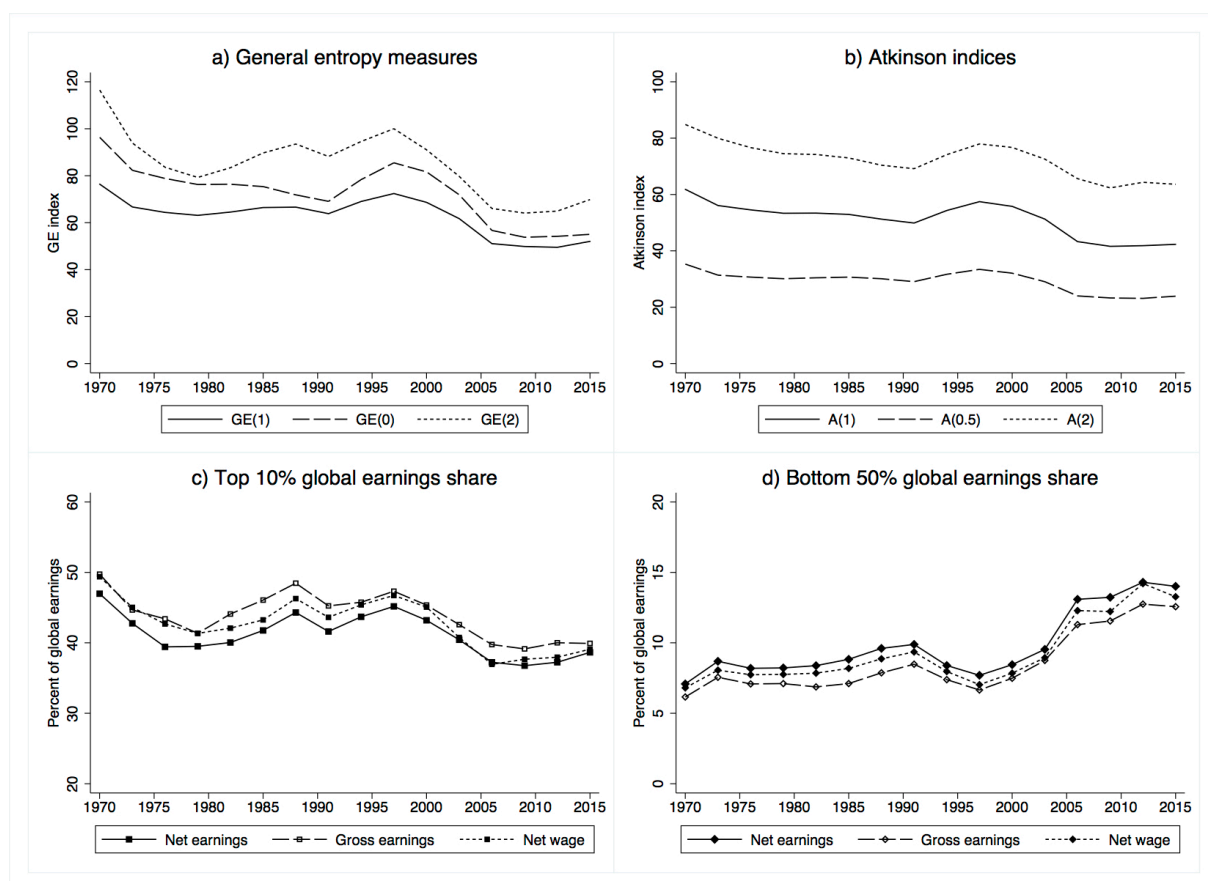 a) General entropy measures
GE index
0 20 40 60 80 100 120
1970 1975 1980 1985 1990 1995 2000 2005 2010 2015
GE(1) GE(0) GE(2)
b) Atkinson indices
Atkinson index
0 20 40 60 80 100
1970 1975 1980 1985 1990 1995 2000 2005 2010 2015
A(1) A(0.5) A(2)
c) Top 10% global earnings share
Percent of global earnings
20 30 40 50 60
1970 1975 1980 1985 1990 1995 2000 2005 2010 2015
Net earnings Gross earnings Net wage
d) Bottom 50% global earnings share
Percent of global earnings
0 5 10 15 20
1970 1975 1980 1985 1990 1995 2000 2005 2010 2015
Net earnings Gross earnings Net wage